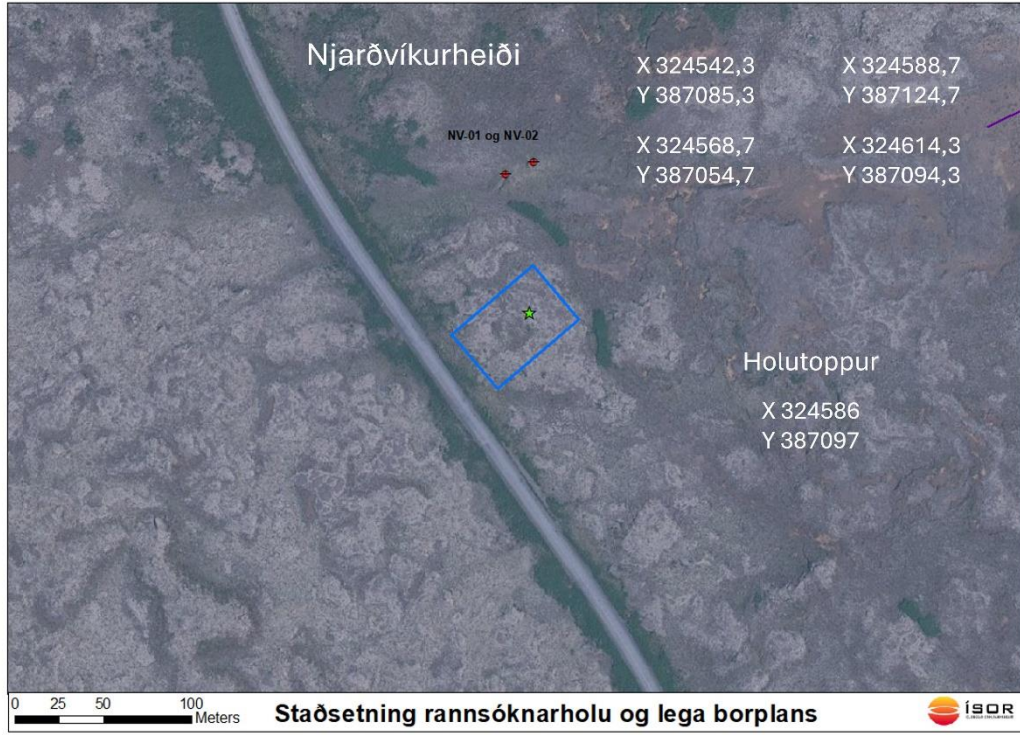 Njarðvíkurheiði
X 324542,3
Y 387085,3
X 324588,7
Y 387124,7
NV-01 og NV-02
X 324568,7
Y 387054,7
X 324614,3
Y 387094,3
Holutoppur
X 324586
Y 387097
0 25 50 100
Meters
Staðsetning rannsóknarholu og lega borplans
ÍSOR